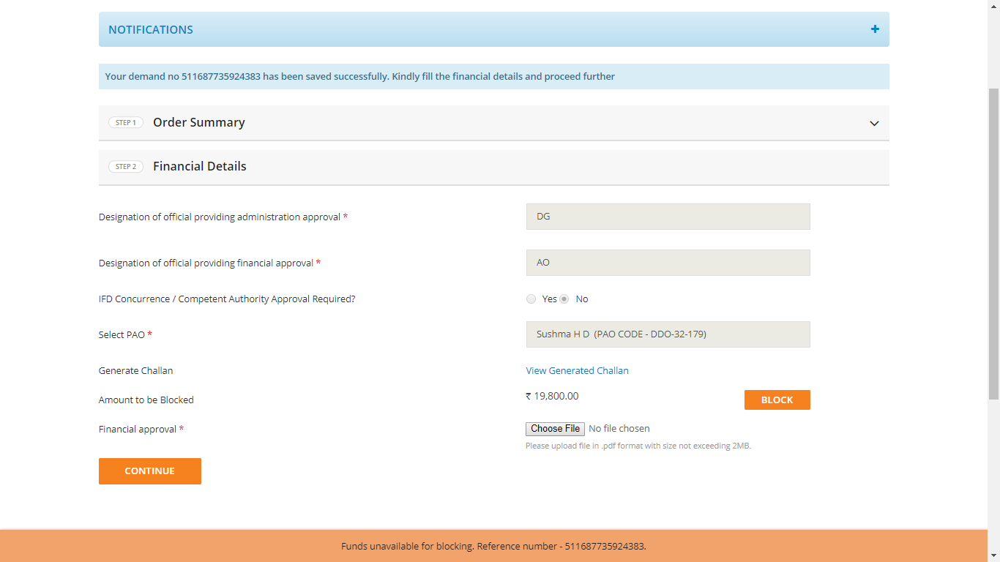 NOTIFICATIONS +
Your demand no 511687735924383 has been saved successfully. Kindly fill the financial details and proceed further
STEP 1 Order Summary
STEP 2 Financial Details
Designation of official providing administration approval * DG
Designation of official providing financial approval * AO
IFD Concurrence / Competent Authority Approval Required? Yes No
Select PAO * Sushma H D (PAO CODE - DDO-32-179)
Generate Challan View Generated Challan
Amount to be Blocked ₹ 19,800.00 BLOCK
Financial approval * Choose File No file chosen
Please upload file in .pdf format with size not exceeding 2MB.
CONTINUE
Funds unavailable for blocking. Reference number - 511687735924383.